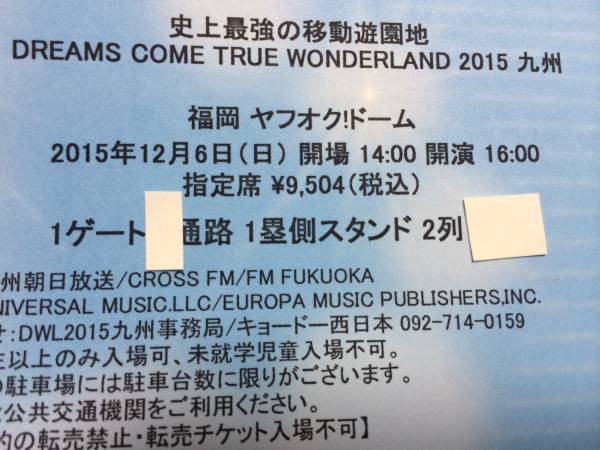 史上最強の移動遊園地
DREAMS COME TRUE WONDERLAND 2015 九州
福岡 ヤフオク!ドーム
2015年12月6日(日) 開場 14:00 開演 16:00
指定席 ¥9,504(税込)
1ゲート 通路 1塁側スタンド 2列
州朝日放送/CROSS FM/FM FUKUOKA
NIVERSAL MUSIC.LLC/EUROPA MUSIC PUBLISHERS,INC.
せ:DWL2015九州事務局/キョードー西日本 092-714-0159
生以上のみ入場可、未就学児童入場不可。
の駐車場には駐車台数に限りがございます。
公共交通機関をご利用ください。
的の転売禁止・転売チケット入場不可】